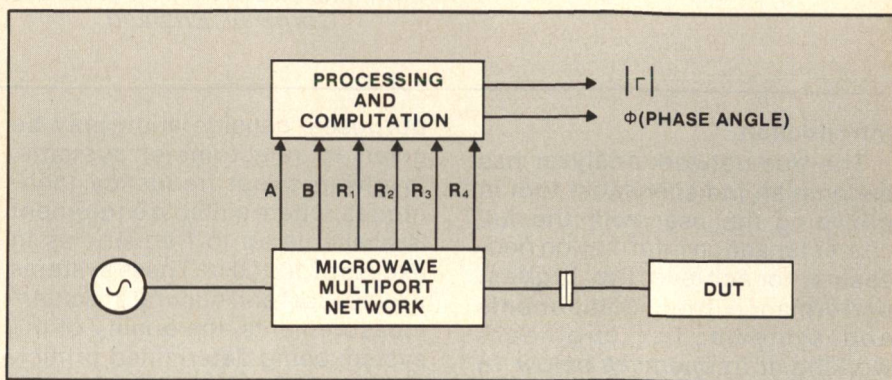 PROCESSING
AND
COMPUTATION
|Γ|
Φ(PHASE ANGLE)
A B R₁ R₂ R₃ R₄
MICROWAVE
MULTIPORT
NETWORK
DUT